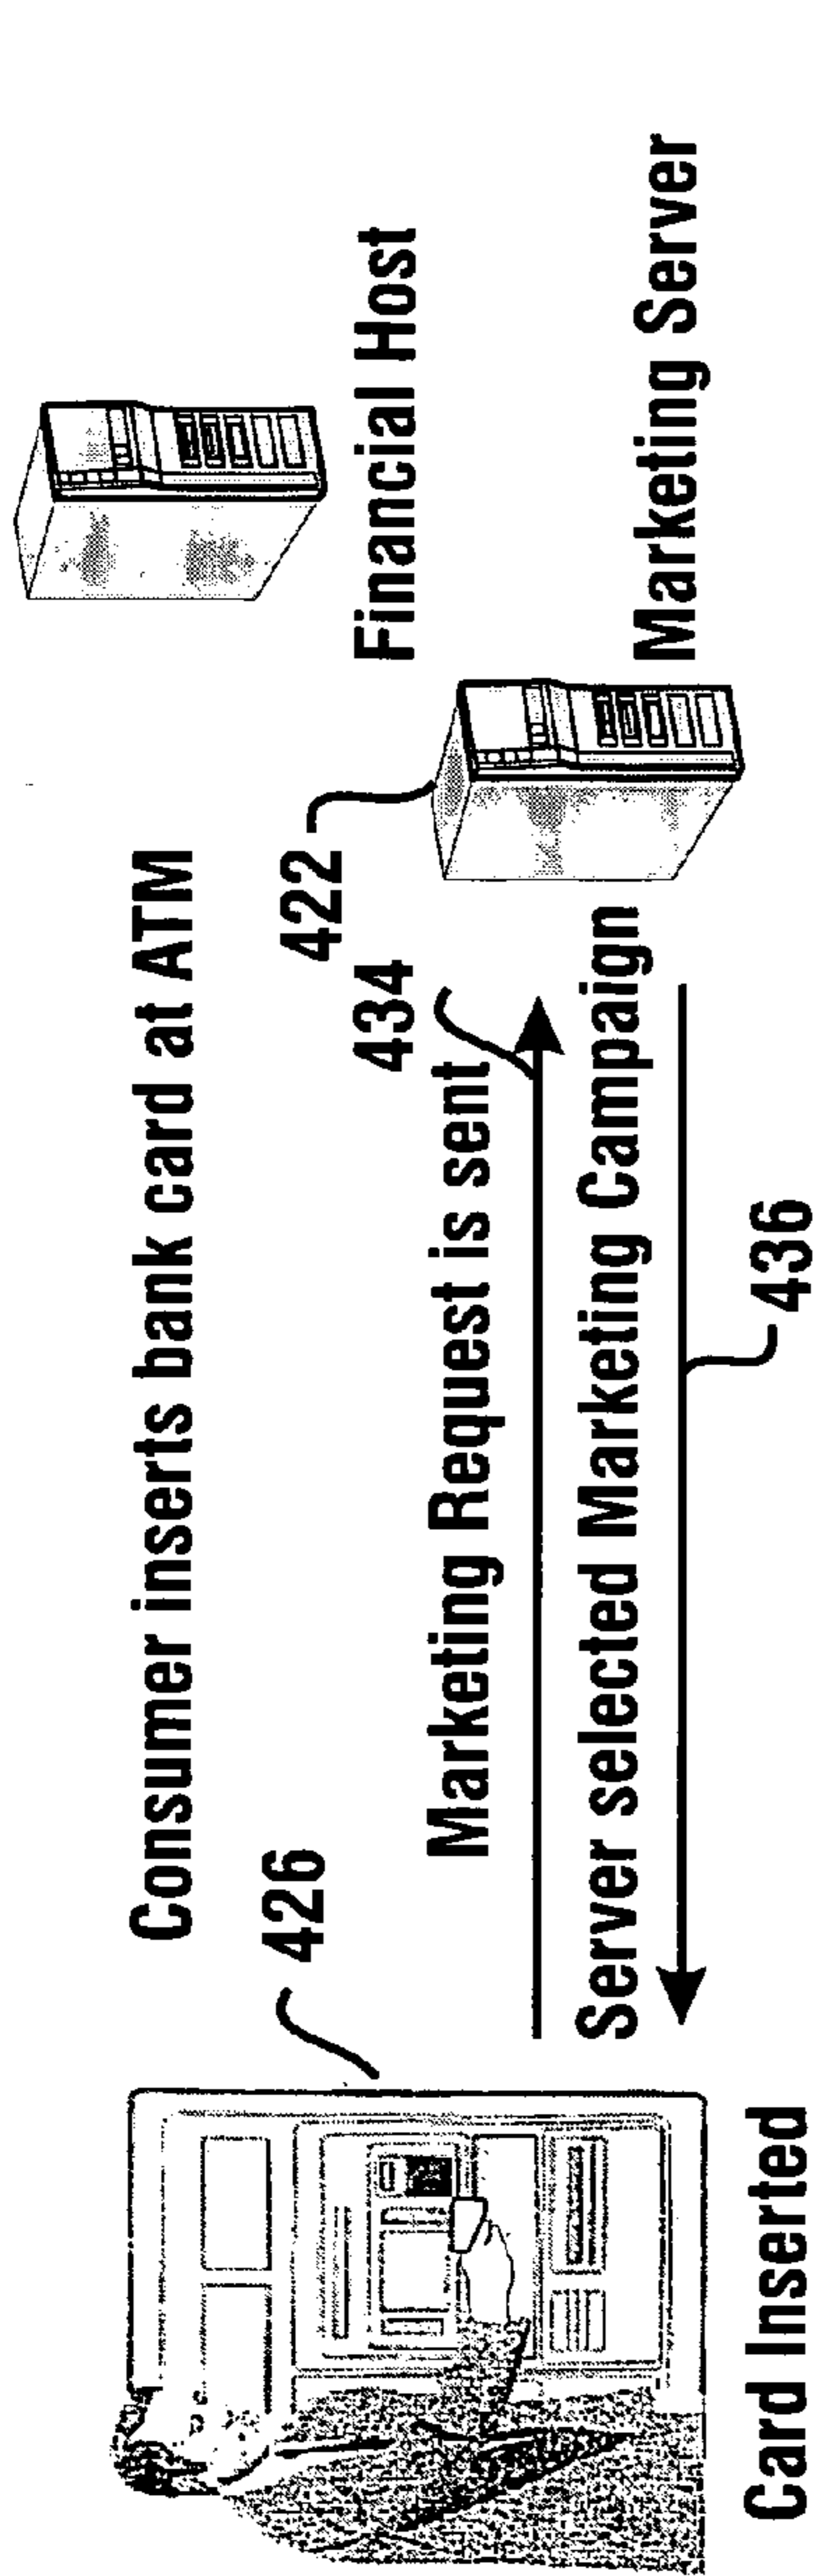 Consumer inserts bank card at ATM
Financial Host
426
422
434
Marketing Request is sent
Server selected Marketing Campaign
Marketing Server
436
Card Inserted